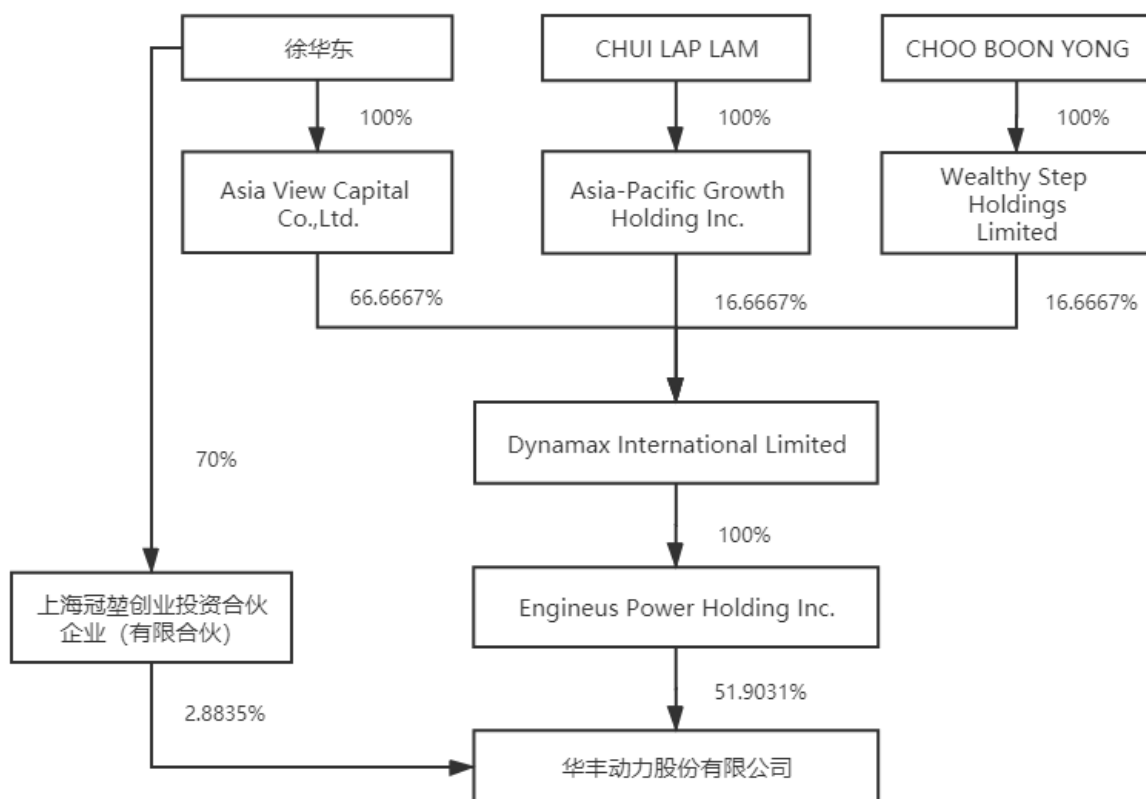 徐华东
CHUI LAP LAM
CHOO BOON YONG
100%
100%
100%
Asia View Capital
Co.,Ltd.
Asia-Pacific Growth
Holding Inc.
Wealthy Step
Holdings
Limited
66.6667%
16.6667%
16.6667%
Dynamax International Limited
70%
100%
上海冠堃创业投资合伙
企业（有限合伙）
Engineus Power Holding Inc.
2.8835%
51.9031%
华丰动力股份有限公司